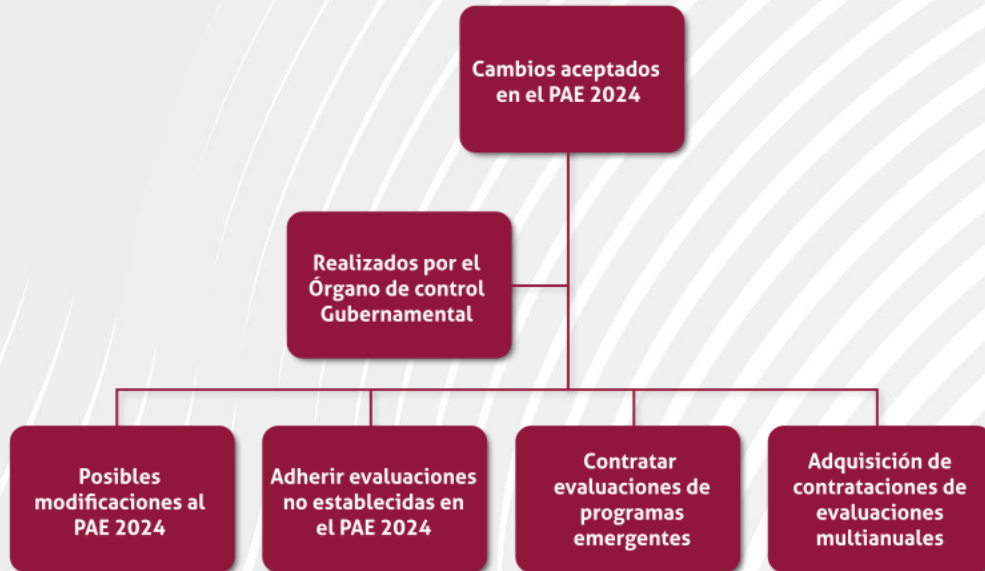 Cambios aceptados
en el PAE 2024
Realizados por el
Órgano de control
Gubernamental
Posibles
modificaciones al
PAE 2024
Adherir evaluaciones
no establecidas en
el PAE 2024
Contratar
evaluaciones de
programas
emergentes
Adquisición de
contrataciones de
evaluaciones
multianuales